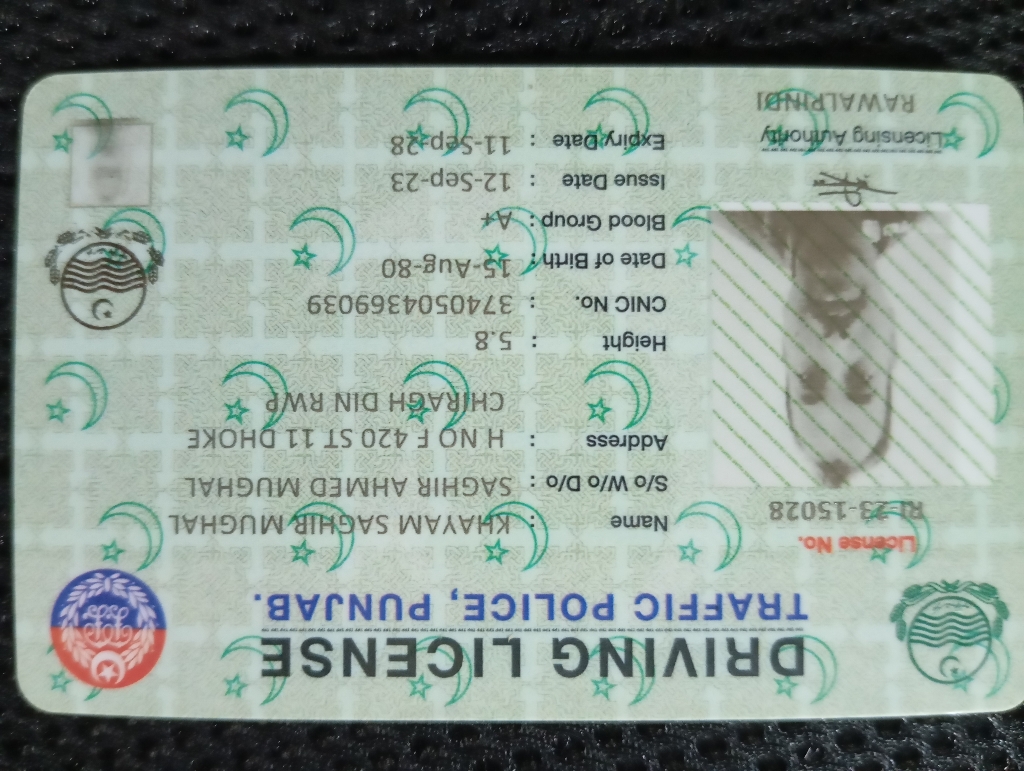 DRIVING LICENSE
TRAFFIC POLICE, PUNJAB.
License No.
RI-23-15028
Name : KHAYAM SAGHIR MUGHAL
S/o W/o D/o : SAGHIR AHMED MUGHAL
Address : H NO F 420 ST 11 DHOKE
CHIRAGH DIN RWP
Height : 5.8
CNIC No. : 3740504369039
Date of Birth : 15-Aug-80
Blood Group : A+
Issue Date : 12-Sep-23
Expiry Date : 11-Sep-28
Licensing Authority
RAWALPINDI